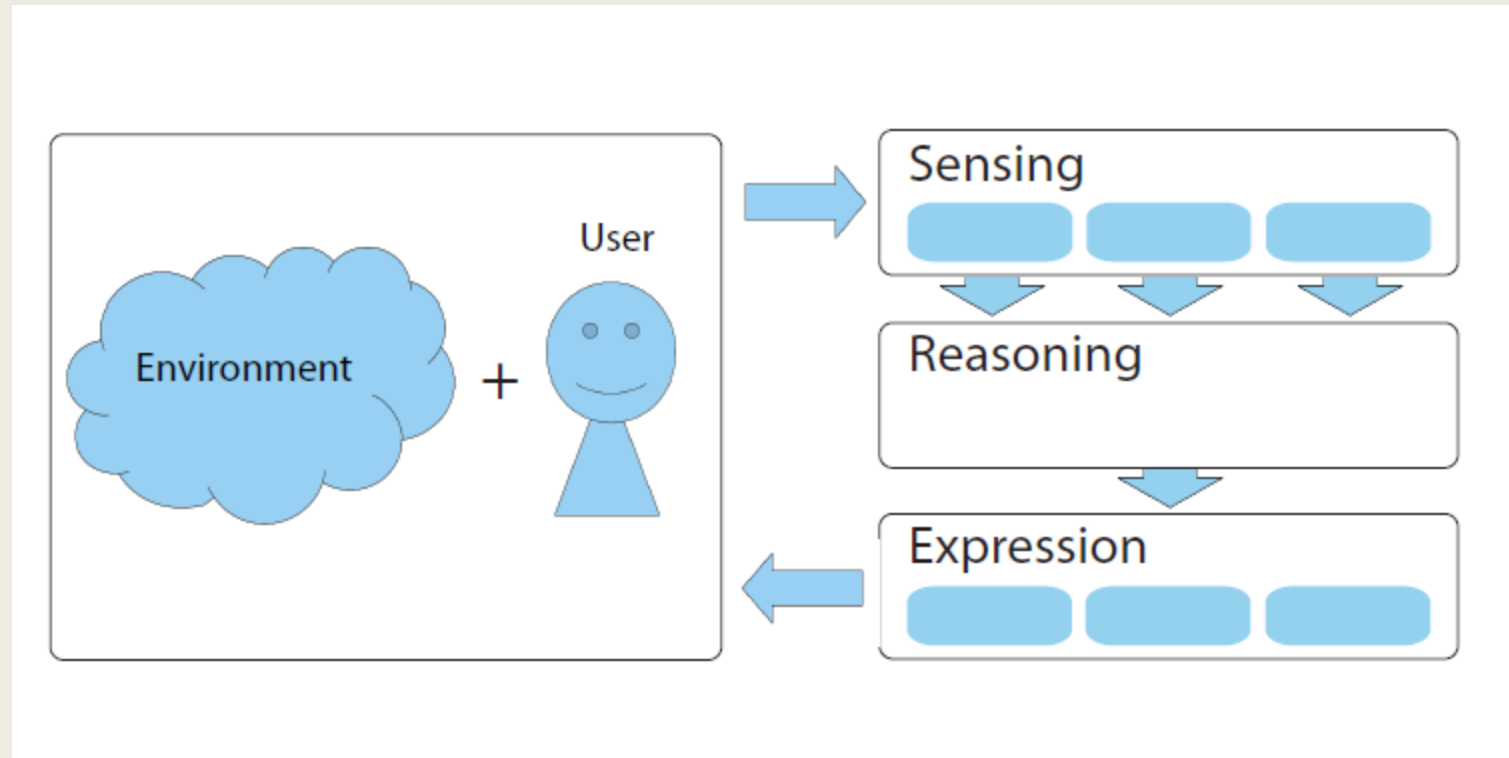 User
Environment
+
Sensing
Reasoning
Expression